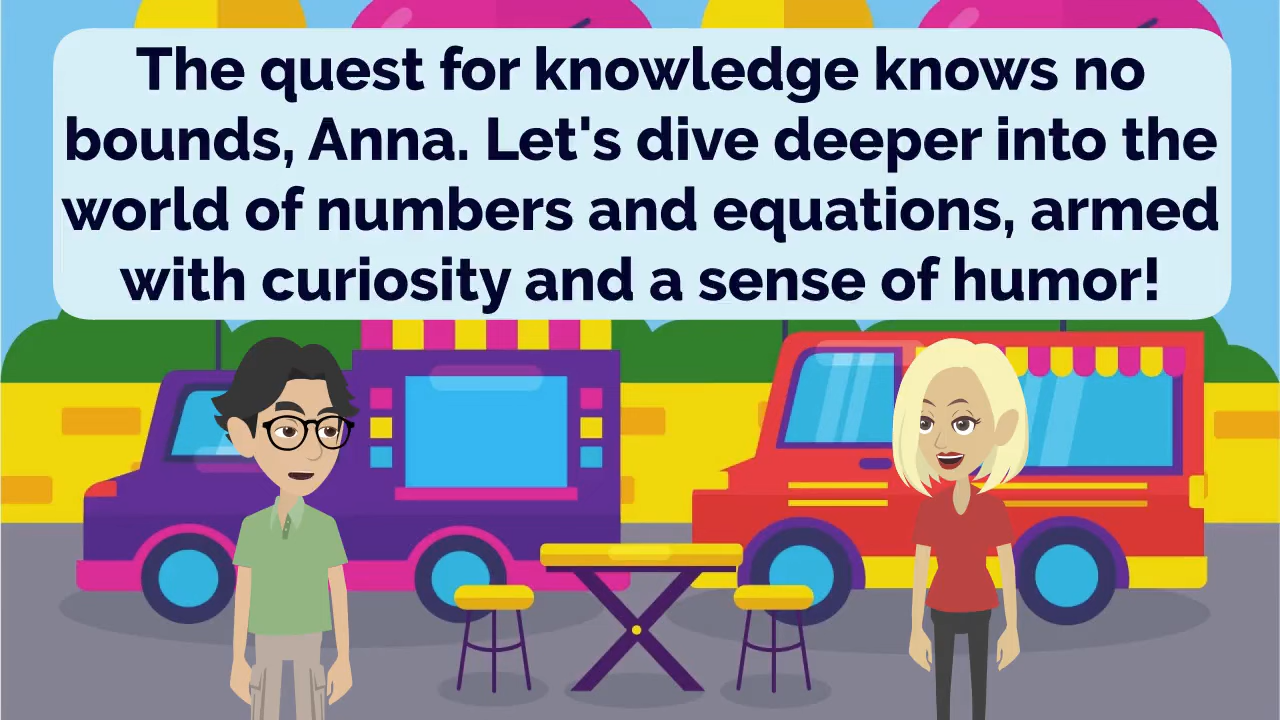 The quest for knowledge knows no
bounds, Anna. Let's dive deeper into the
world of numbers and equations, armed
with curiosity and a sense of humor!